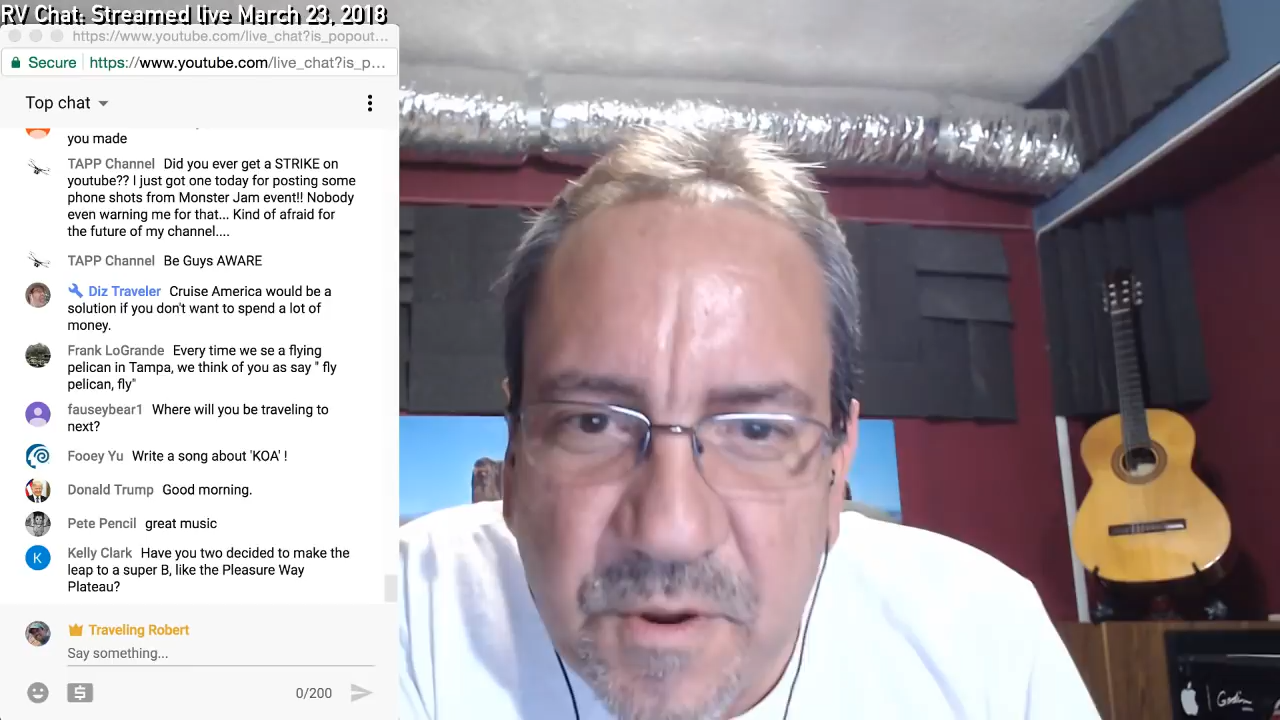 RV Chat: Streamed live March 23, 2018
https://www.youtube.com/live_chat?is_popout...
Secure https://www.youtube.com/live_chat?is_p...
Top chat
you made
TAPP Channel Did you ever get a STRIKE on
youtube?? I just got one today for posting some
phone shots from Monster Jam event!! Nobody
even warning me for that... Kind of afraid for
the future of my channel....
TAPP Channel Be Guys AWARE
Diz Traveler Cruise America would be a
solution if you don't want to spend a lot of
money.
Frank LoGrande Every time we se a flying
pelican in Tampa, we think of you as say " fly
pelican, fly"
fauseybear1 Where will you be traveling to
next?
Fooey Yu Write a song about 'KOA' !
Donald Trump Good morning.
Pete Pencil great music
K
Kelly Clark Have you two decided to make the
leap to a super B, like the Pleasure Way
Plateau?
Traveling Robert
Say something...
0/200
Godin